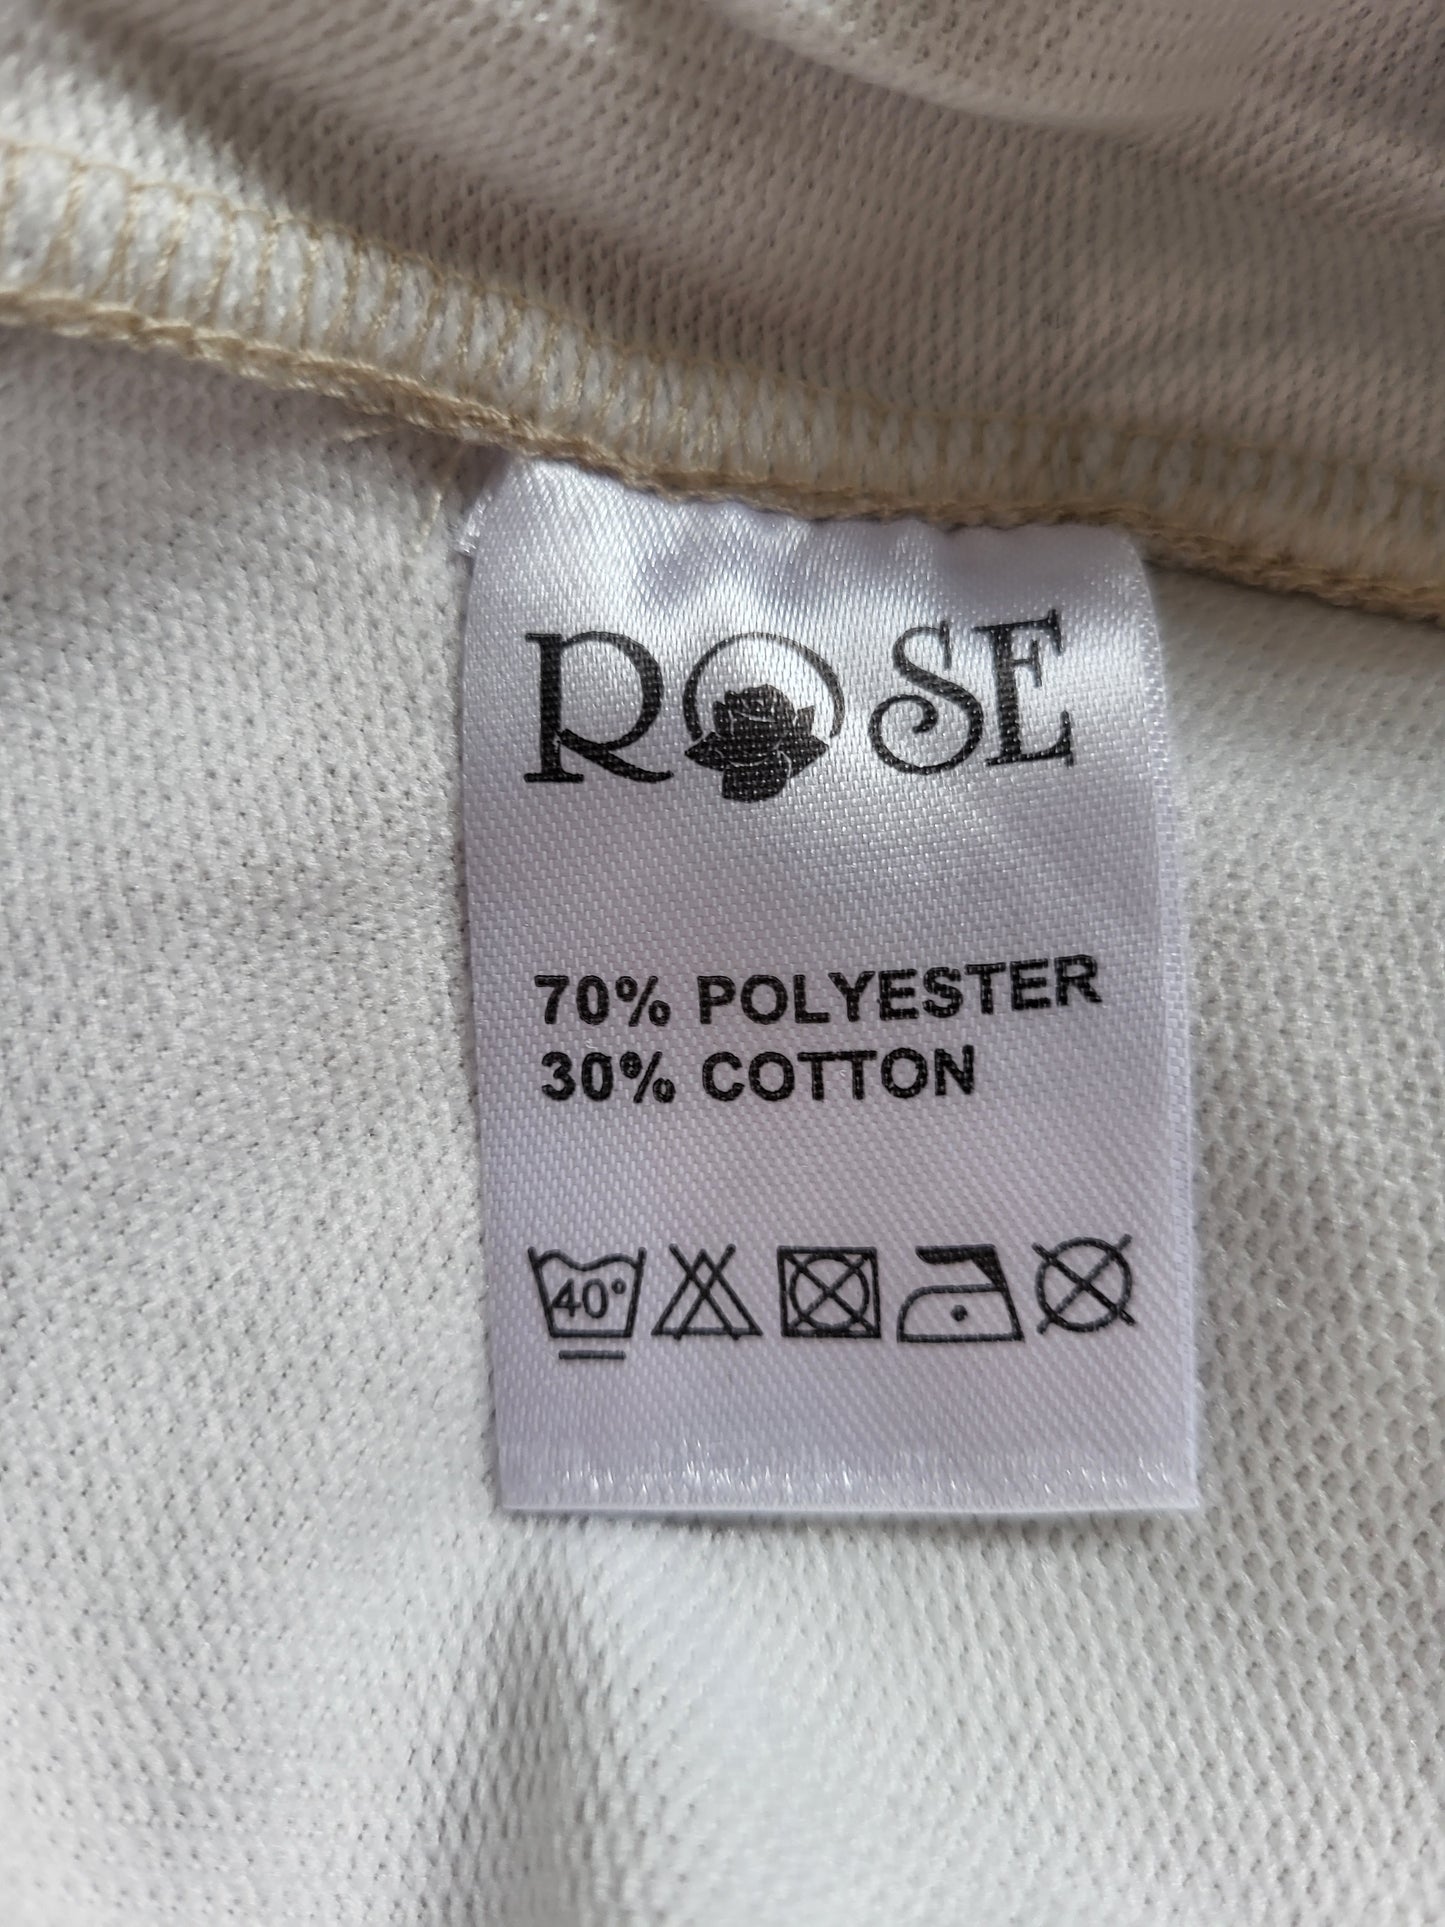 ROSE
70% POLYESTER
30% COTTON
40°